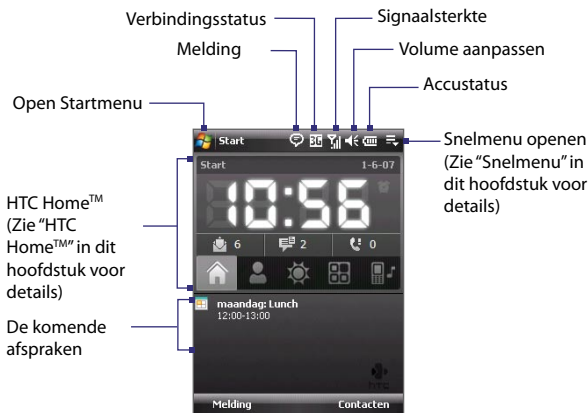 Verbindingsstatus
Signaalsterkte
Melding
Volume aanpassen
Accustatus
Open Startmenu
Start
3G
Snelmenu openen
(Zie “Snelmenu” in
dit hoofdstuk voor
details)
Start
1-6-07
10:56
6
2
0
HTC Home™
(Zie “HTC
Home™” in dit
hoofdstuk voor
details)
maandag: Lunch
12:00-13:00
De komende
afspraken
hTC
Melding
Contacten